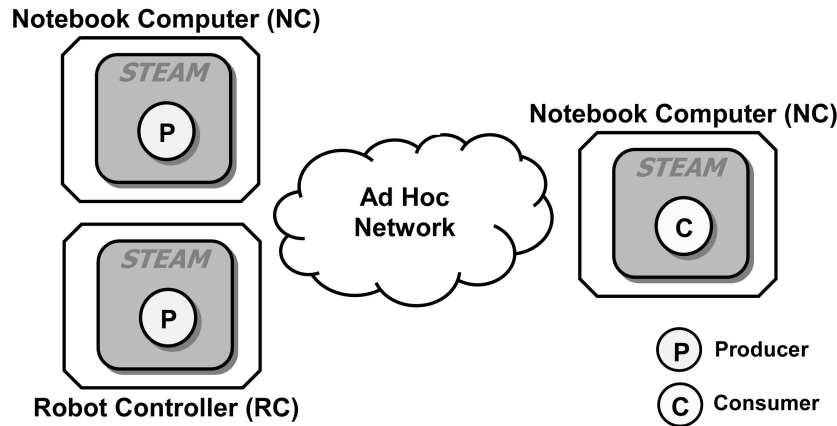 Notebook Computer (NC)
STEAM
P
Notebook Computer (NC)
STEAM
C
Ad Hoc
Network
STEAM
P
Robot Controller (RC)
P Producer
C Consumer